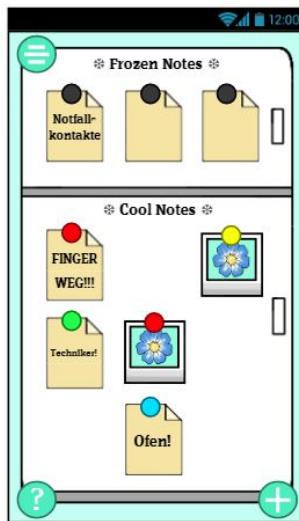 12:00
❄ Frozen Notes ❄
Notfall-
kontakte
❄ Cool Notes ❄
FINGER
WEG!!!
Techniker!
Ofen!
?
+